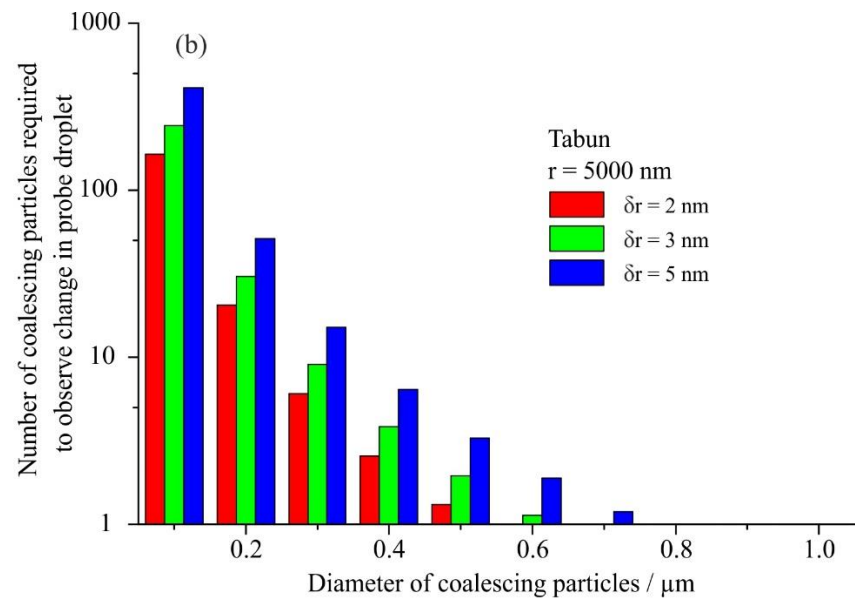 (b)
Number of coalescing particles required
to observe change in probe droplet
1000
100
10
1
Tabun
r = 5000 nm
δr = 2 nm
δr = 3 nm
δr = 5 nm
0.2 0.4 0.6 0.8 1.0
Diameter of coalescing particles / μm